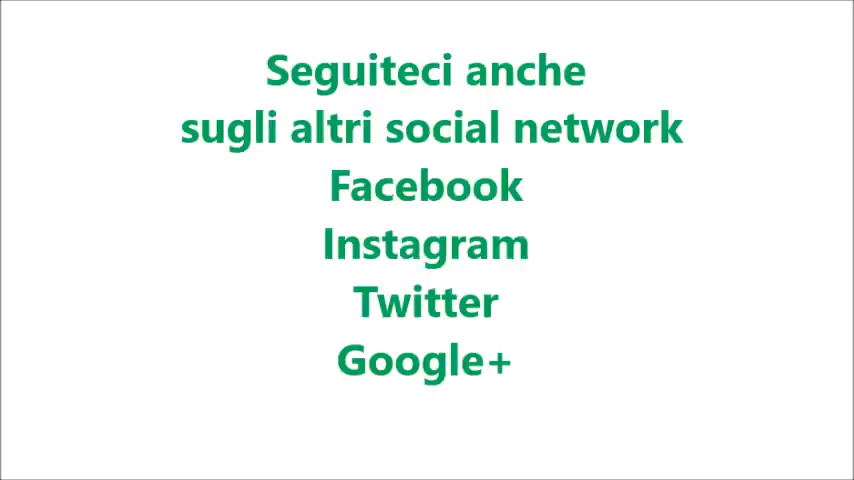 Seguiteci anche
sugli altri social network
Facebook
Instagram
Twitter
Google+